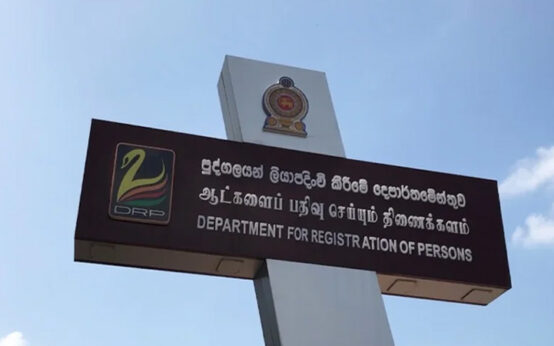 පුද්ගලයන් ලියාපදිංචි කිරීමේ දෙපාර්තමේන්තුව
ஆட்களைப் பதிவு செய்யும் திணைக்களம்
DEPARTMENT FOR REGISTRATION OF PERSONS
DRP